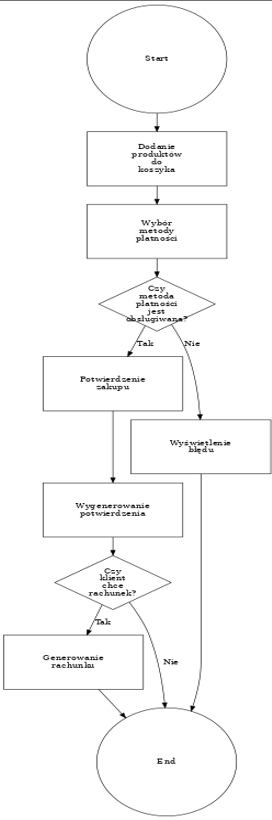 Start
Dodanie
produktów
do
koszyka
Wybór
metody
płatności
Czy
metoda
płatności
jest
obsługiwana?
Tak
Nie
Potwierdzenie
zakupu
Wyświetlenie
błędu
Wygenerowanie
potwierdzenia
Czy
klient
chce
rachunek?
Tak
Generowanie
rachunku
Nie
End